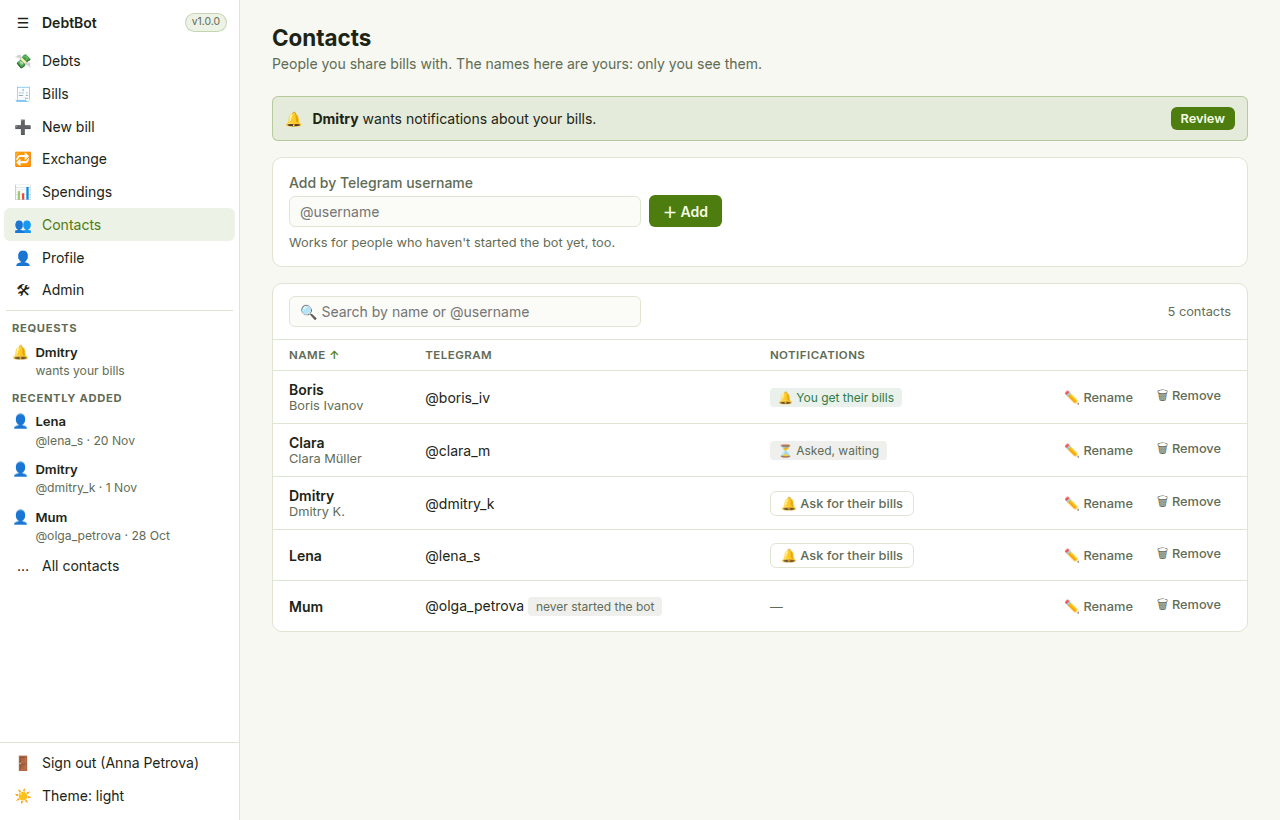 DebtBot v1.0.0
Debts
Bills
New bill
Exchange
Spendings
Contacts
Profile
Admin
REQUESTS
Dmitry
wants your bills
RECENTLY ADDED
Lena
@lena_s · 20 Nov
Dmitry
@dmitry_k · 1 Nov
Mum
@olga_petrova · 28 Oct
... All contacts
Sign out (Anna Petrova)
Theme: light
Contacts
People you share bills with. The names here are yours: only you see them.
Dmitry wants notifications about your bills. Review
Add by Telegram username
@username + Add
Works for people who haven't started the bot yet, too.
Search by name or @username 5 contacts
NAME ↑ TELEGRAM NOTIFICATIONS
Boris
Boris Ivanov
@boris_iv You get their bills Rename Remove
Clara
Clara Müller
@clara_m Asked, waiting Rename Remove
Dmitry
Dmitry K.
@dmitry_k Ask for their bills Rename Remove
Lena @lena_s Ask for their bills Rename Remove
Mum @olga_petrova never started the bot — Rename Remove